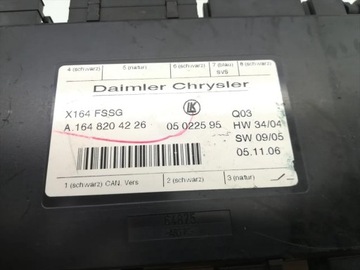 4 (schwarz) 5 (natur) 6 (schwarz) 7 (blau) 8 (schwarz)
SVS
Daimler Chrysler
X164 FSSG LK Q03
A 164 820 42 26 05 0225 95 HW 34/04
SW 09/05
05.11.06
1 (schwarz) CAN, Vers 2 (schwarz) 3 (natur)